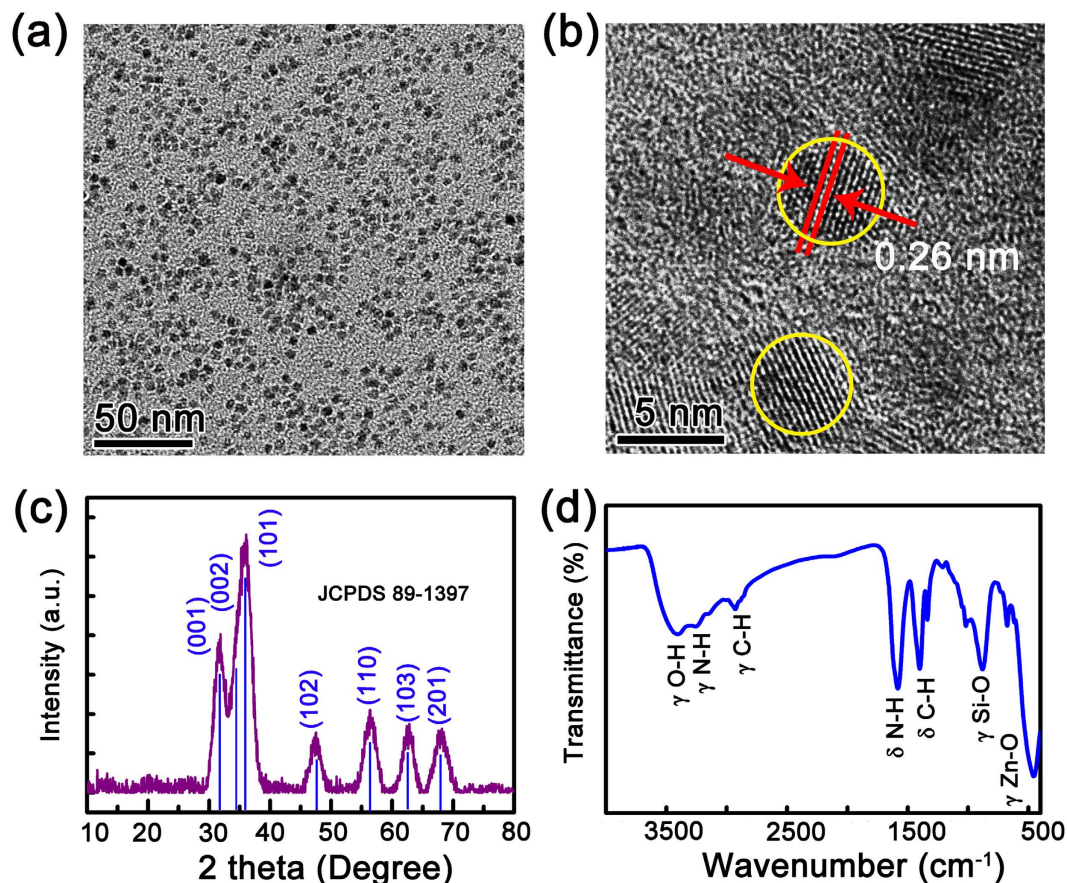 (a)
50 nm
(b)
0.26 nm
5 nm
(c)
Intensity (a.u.)
(001)
(002)
(101)
JCPDS 89-1397
(102)
(110)
(103)
(201)
10 20 30 40 50 60 70 80
2 theta (Degree)
(d)
Transmittance (%)
γ O-H
γ N-H
γ C-H
δ N-H
δ C-H
γ Si-O
γ Zn-O
3500 2500 1500 500
Wavenumber (cm⁻¹)